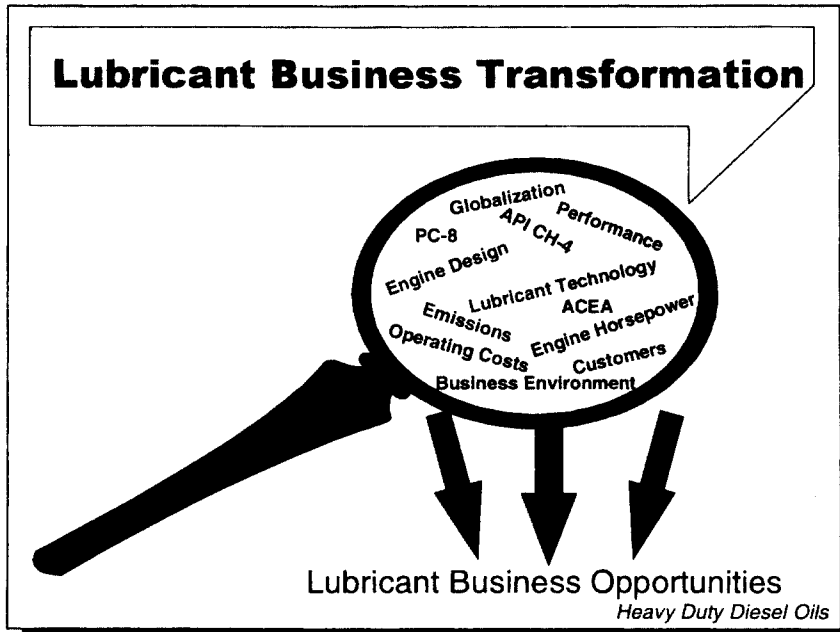 Lubricant Business Transformation
Globalization
Performance
API CH-4
PC-8
Engine Design
Lubricant Technology
ACEA
Emissions
Engine Horsepower
Operating Costs
Customers
Business Environment
Lubricant Business Opportunities
Heavy Duty Diesel Oils